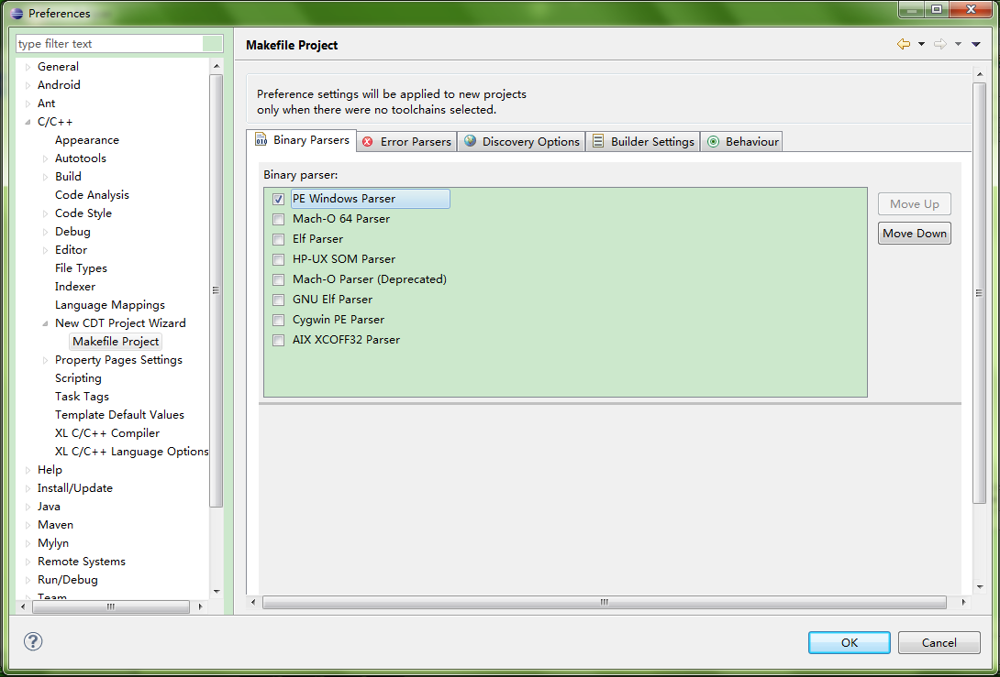 Preferences
type filter text
General
Android
Ant
C/C++
Appearance
Autotools
Build
Code Analysis
Code Style
Debug
Editor
File Types
Indexer
Language Mappings
New CDT Project Wizard
Makefile Project
Property Pages Settings
Scripting
Task Tags
Template Default Values
XL C/C++ Compiler
XL C/C++ Language Options
Help
Install/Update
Java
Maven
Mylyn
Remote Systems
Run/Debug
Team
Makefile Project
Preference settings will be applied to new projects
only when there were no toolchains selected.
Binary Parsers
Error Parsers
Discovery Options
Builder Settings
Behaviour
Binary parser:
PE Windows Parser
Mach-O 64 Parser
Elf Parser
HP-UX SOM Parser
Mach-O Parser (Deprecated)
GNU Elf Parser
Cygwin PE Parser
AIX XCOFF32 Parser
Move Up
Move Down
OK
Cancel